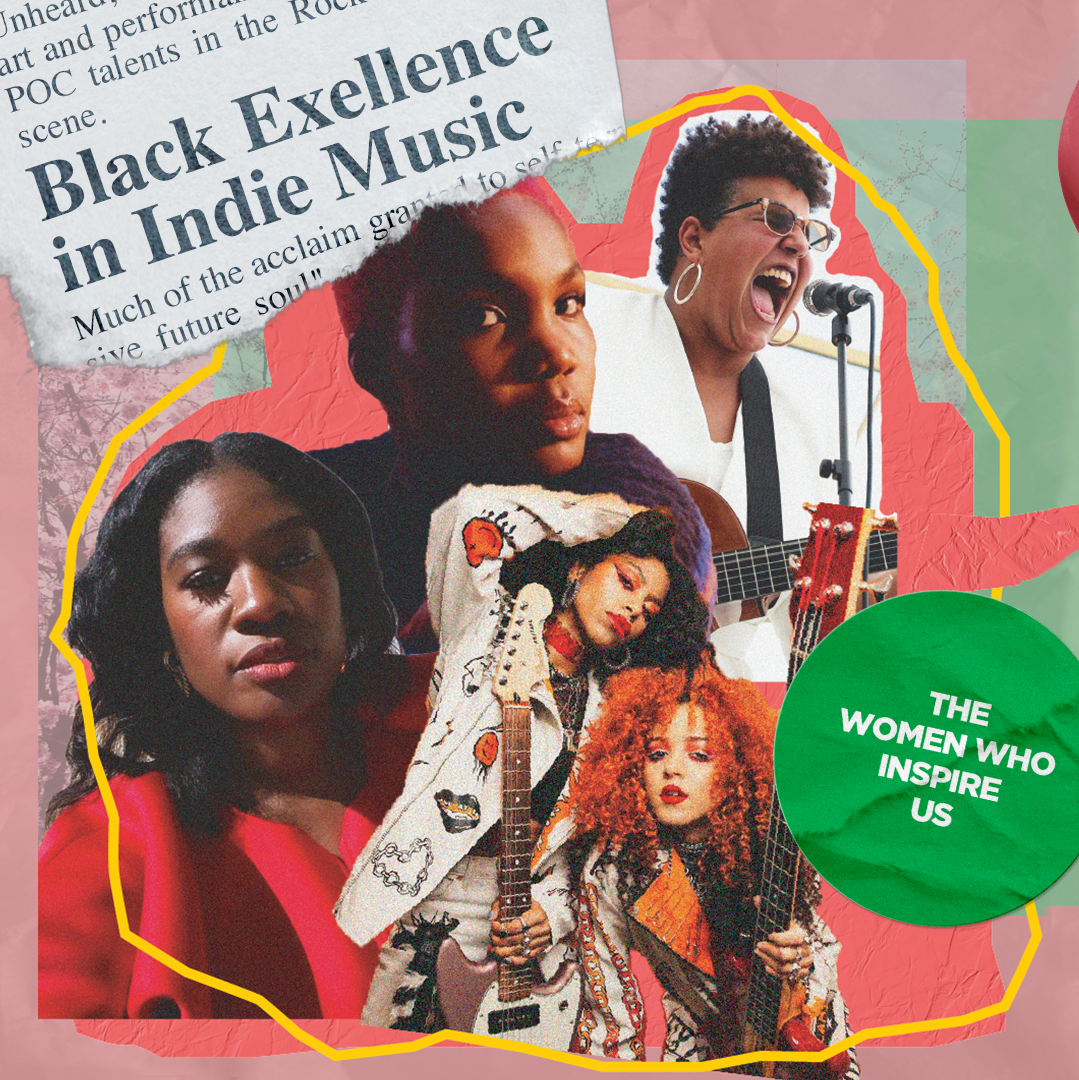 Unheard,
art and performan
POC talents in the Rock
scene.
Black Exellence
in Indie Music
Much of the acclaim granted to self
sive future soul"
THE
WOMEN WHO
INSPIRE
US